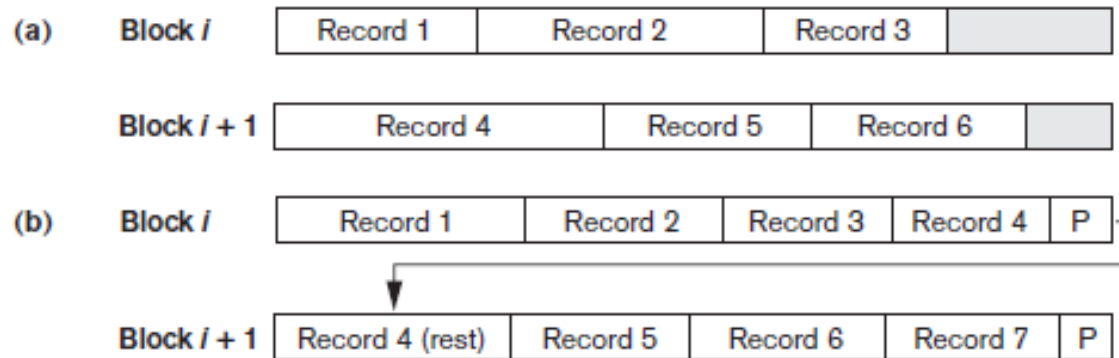 (a) Block i Record 1 Record 2 Record 3
Block i + 1 Record 4 Record 5 Record 6
(b) Block i Record 1 Record 2 Record 3 Record 4 P
Block i + 1 Record 4 (rest) Record 5 Record 6 Record 7 P